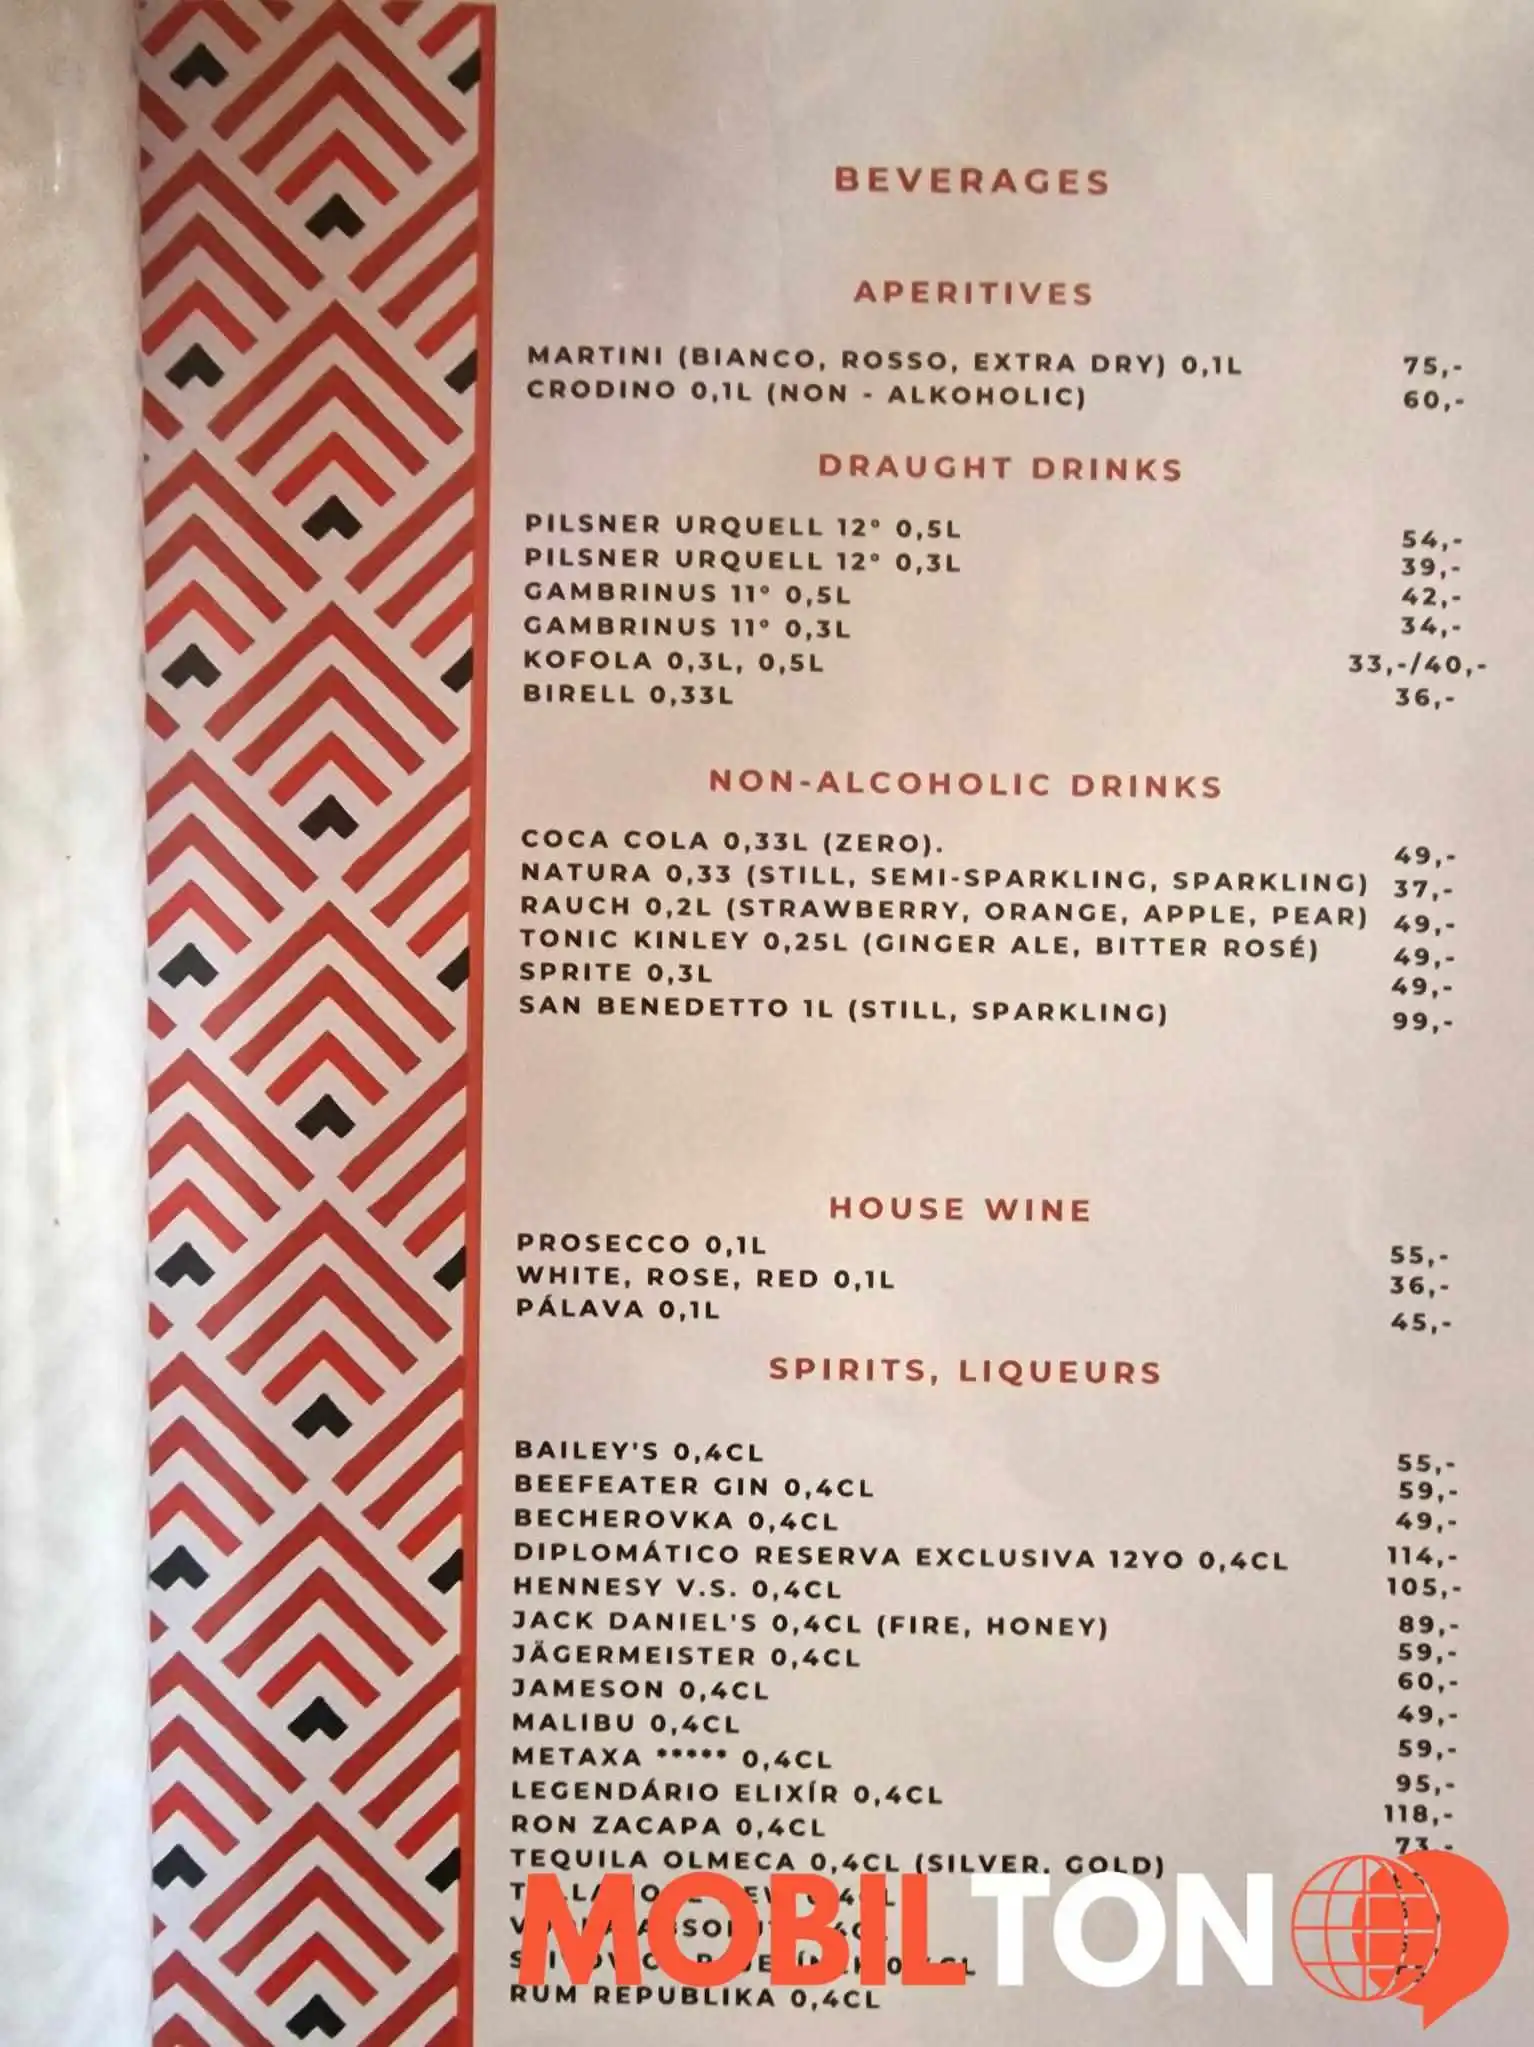 BEVERAGES
APERITIVES
MARTINI (BIANCO, ROSSO, EXTRA DRY) 0,1L 75,-
CRODINO 0,1L (NON - ALKOHOLIC) 60,-
DRAUGHT DRINKS
PILSNER URQUELL 12° 0,5L 54,-
PILSNER URQUELL 12° 0,3L 39,-
GAMBRINUS 11° 0,5L 42,-
GAMBRINUS 11° 0,3L 34,-
KOFOLA 0,3L, 0,5L 33,-/40,-
BIRELL 0,33L 36,-
NON-ALCOHOLIC DRINKS
COCA COLA 0,33L (ZERO). 49,-
NATURA 0,33 (STILL, SEMI-SPARKLING, SPARKLING) 37,-
RAUCH 0,2L (STRAWBERRY, ORANGE, APPLE, PEAR) 49,-
TONIC KINLEY 0,25L (GINGER ALE, BITTER ROSÉ) 49,-
SPRITE 0,3L 49,-
SAN BENEDETTO 1L (STILL, SPARKLING) 99,-
HOUSE WINE
PROSECCO 0,1L 55,-
WHITE, ROSE, RED 0,1L 36,-
PÁLAVA 0,1L 45,-
SPIRITS, LIQUEURS
BAILEY'S 0,4CL 55,-
BEEFEATER GIN 0,4CL 59,-
BECHEROVKA 0,4CL 49,-
DIPLOMÁTICO RESERVA EXCLUSIVA 12YO 0,4CL 114,-
HENNESY V.S. 0,4CL 105,-
JACK DANIEL'S 0,4CL (FIRE, HONEY) 89,-
JÄGERMEISTER 0,4CL 59,-
JAMESON 0,4CL 60,-
MALIBU 0,4CL 49,-
METAXA ***** 0,4CL 59,-
LEGENDÁRIO ELIXÍR 0,4CL 95,-
RON ZACAPA 0,4CL 118,-
TEQUILA OLMECA 0,4CL (SILVER, GOLD) 73,-
MOBILTON
RUM REPUBLIKA 0,4CL